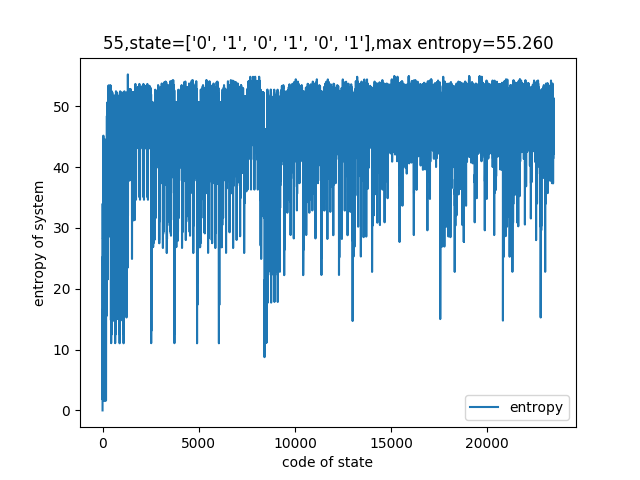 55,state=['0', '1', '0', '1', '0', '1'],max entropy=55.260
50
40
30
20
10
0
entropy of system
entropy
0 5000 10000 15000 20000
code of state